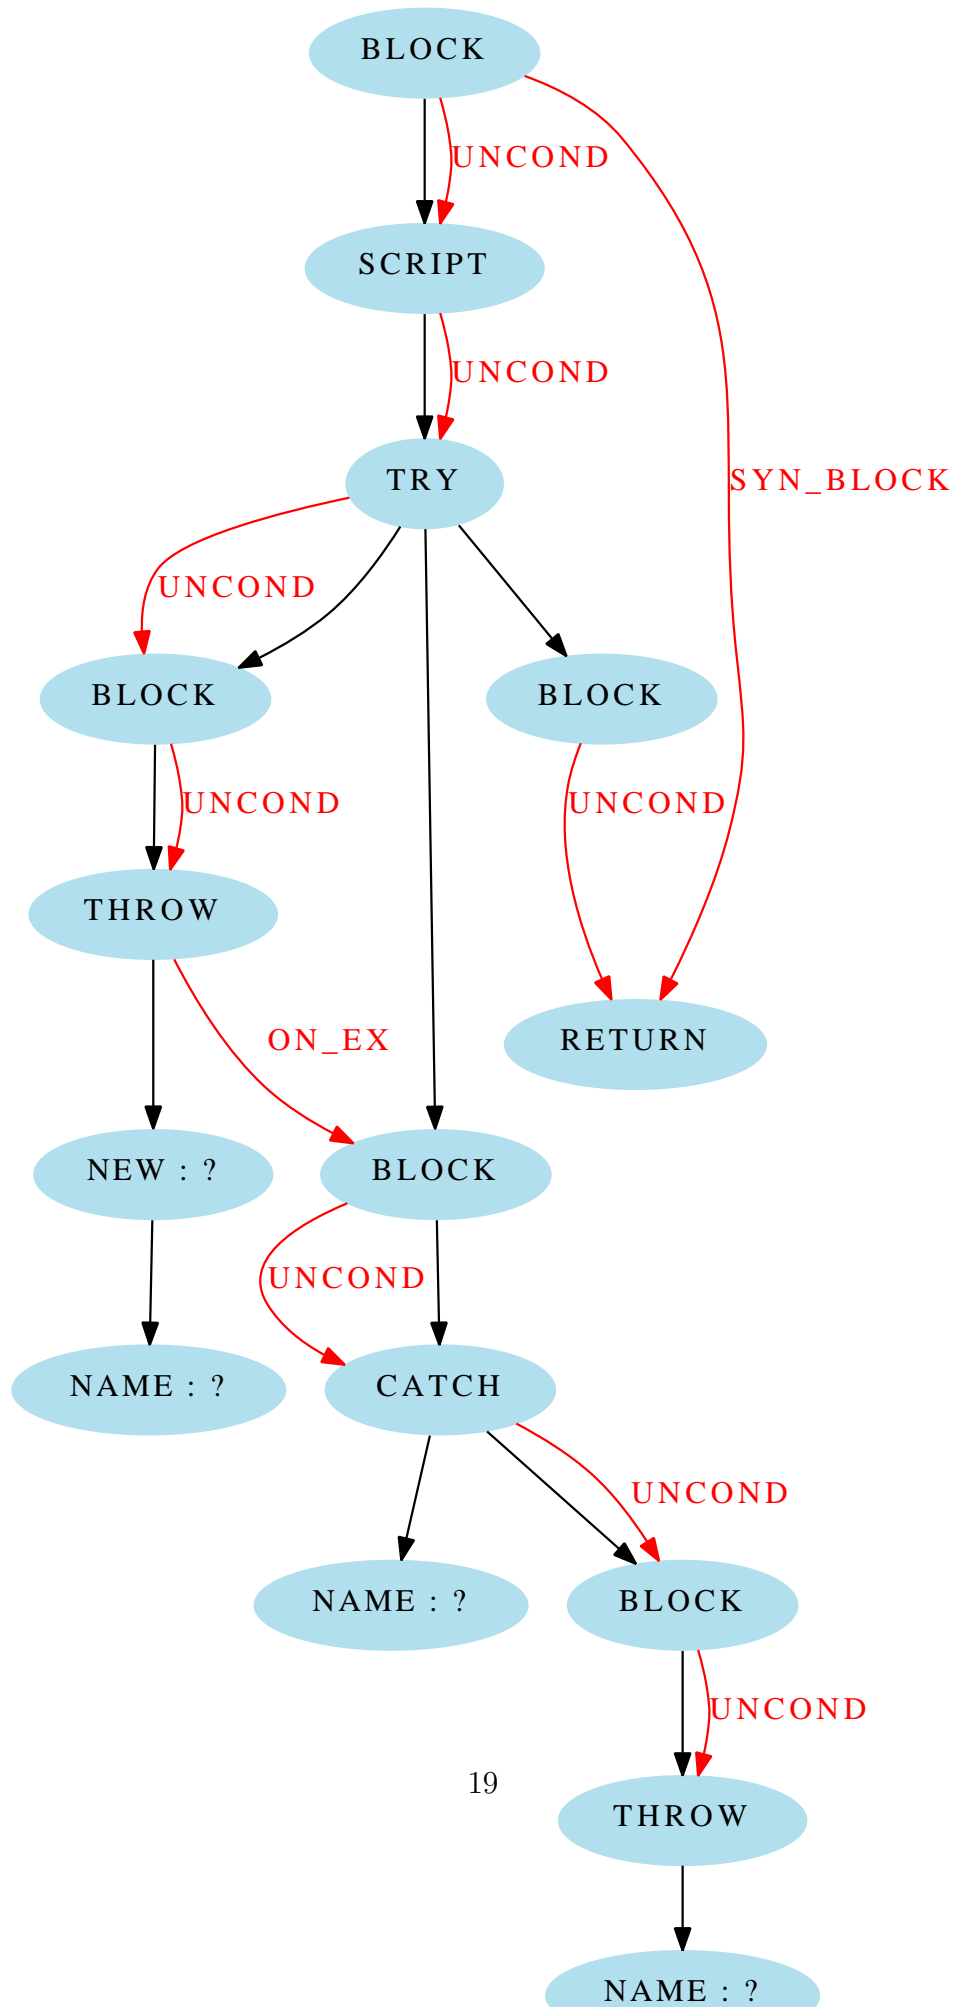 BLOCK
UNCOND
SCRIPT
UNCOND
TRY
SYN_BLOCK
UNCOND
BLOCK
BLOCK
UNCOND
UNCOND
THROW
ON_EX
RETURN
NEW : ?
BLOCK
UNCOND
NAME : ?
CATCH
UNCOND
NAME : ?
BLOCK
UNCOND
19
THROW
NAME : ?